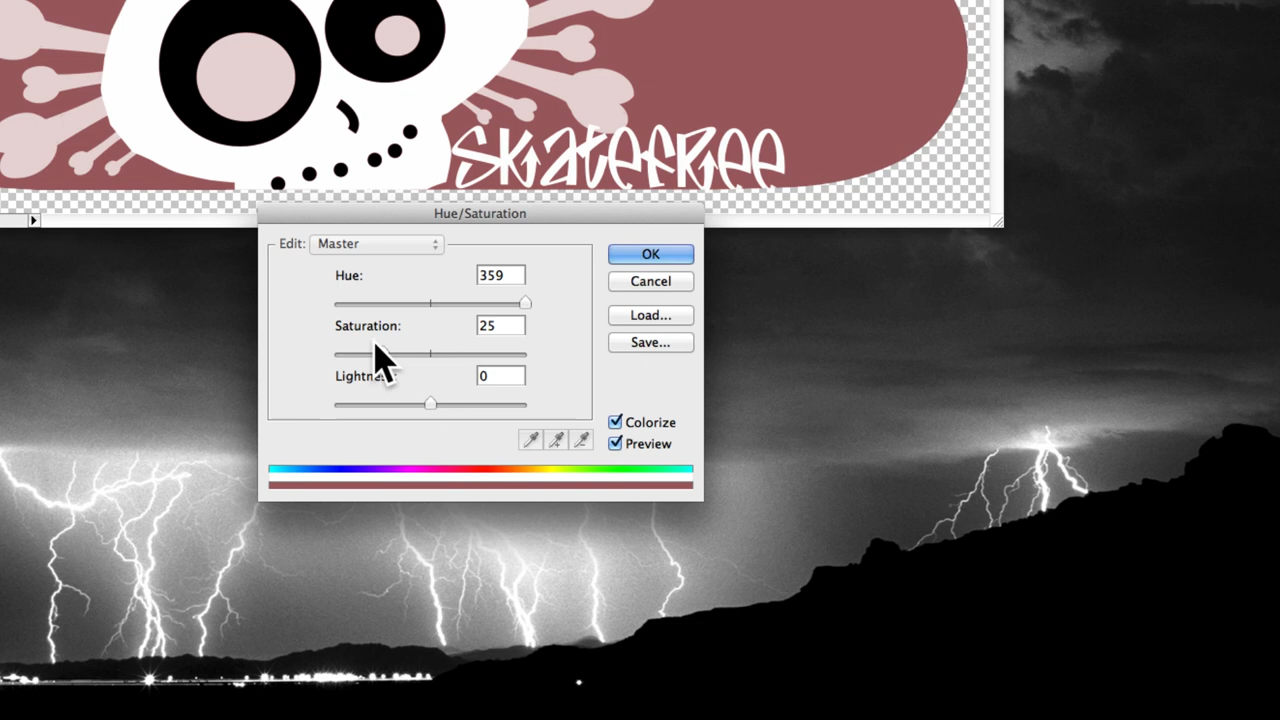 SKateFRee
Hue/Saturation
Edit: Master
Hue: 359
Saturation: 25
0
OK
Cancel
Load...
Save...
Colorize
Preview